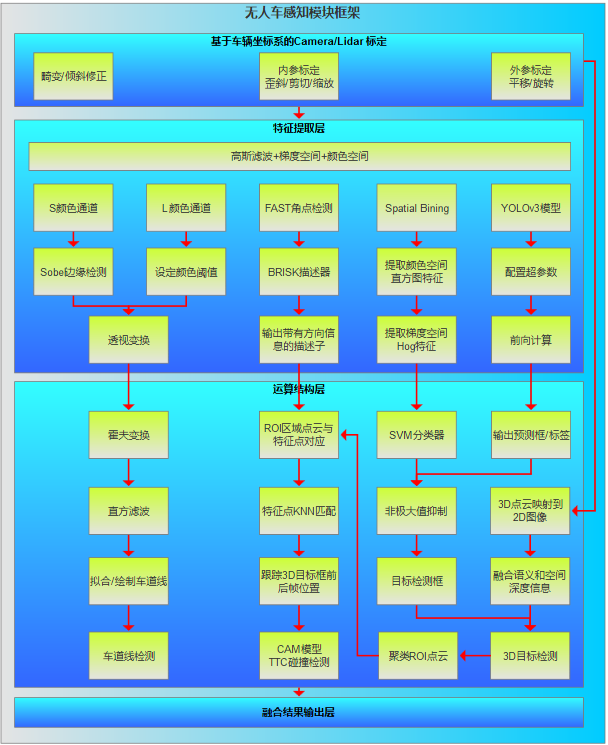 无人车感知模块框架
基于车辆坐标系的Camera/Lidar 标定
畸变/倾斜修正
内参标定
歪斜/剪切/缩放
外参标定
平移/旋转
特征提取层
高斯滤波+梯度空间+颜色空间
S颜色通道
L颜色通道
FAST角点检测
Spatial Bining
YOLOv3模型
Sobe边缘检测
设定颜色阈值
BRISK描述器
提取颜色空间
直方图特征
配置超参数
透视变换
输出带有方向信
息的描述子
提取梯度空间
Hog特征
前向计算
运算结构层
霍夫变换
ROI区域点云与
特征点对应
SVM分类器
输出预测框/标签
直方滤波
特征点KNN匹配
非极大值抑制
3D点云映射到
2D图像
拟合/绘制车道线
跟踪3D目标框前
后帧位置
目标检测框
融合语义和空间
深度信息
车道线检测
CAM模型
TTC碰撞检测
聚类ROI点云
3D目标检测
融合结果输出层